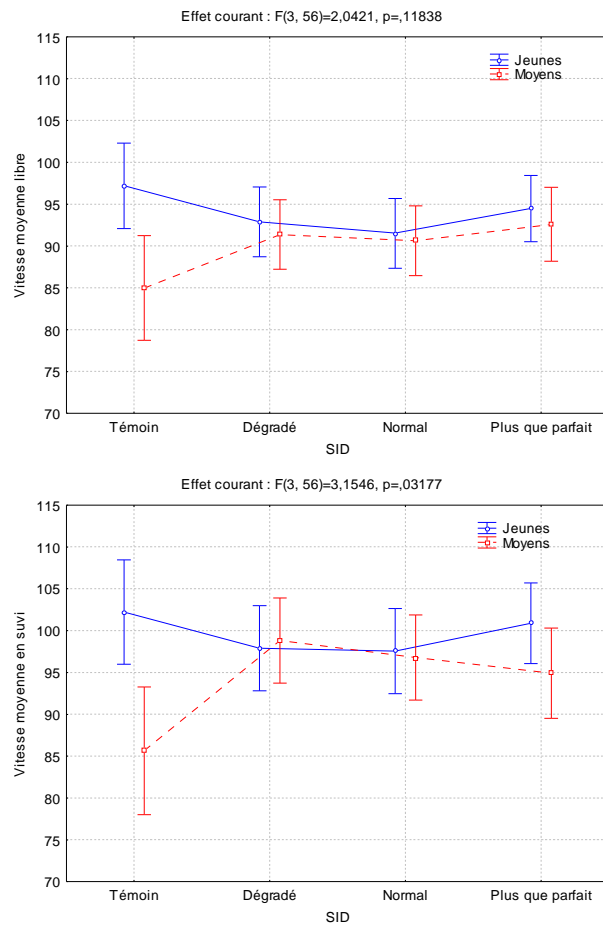 Effet courant : F(3, 56)=2,0421, p=,11838
115
110
105
100
95
90
85
80
75
70
Vitesse moyenne libre
Jeunes
Moyens
Témoin Dégradé Normal Plus que parfait
SID
Effet courant : F(3, 56)=3,1546, p=,03177
115
110
105
100
95
90
85
80
75
70
Vitesse moyenne en suivi
Jeunes
Moyens
Témoin Dégradé Normal Plus que parfait
SID